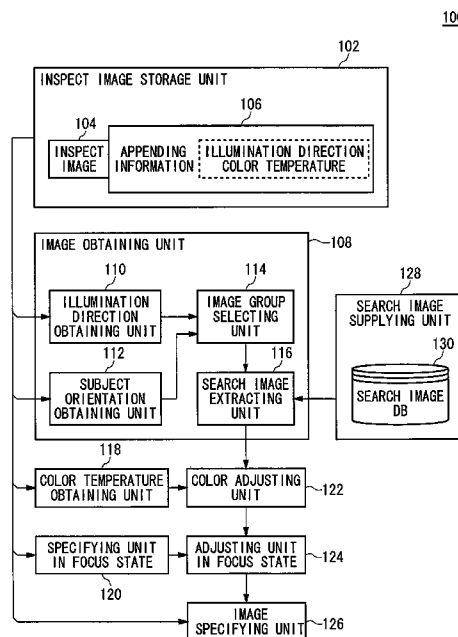 102
INSPECT IMAGE STORAGE UNIT
106
104
INSPECT
IMAGE
APPENDING
INFORMATION
ILLUMINATION DIRECTION
COLOR TEMPERATURE
IMAGE OBTAINING UNIT
108
110
ILLUMINATION
DIRECTION
OBTAINING UNIT
114
IMAGE GROUP
SELECTING
UNIT
112
SUBJECT
ORIENTATION
OBTAINING UNIT
116
SEARCH IMAGE
EXTRACTING
UNIT
128
SEARCH IMAGE
SUPPLYING UNIT
130
SEARCH IMAGE
DB
118
COLOR TEMPERATURE
OBTAINING UNIT
COLOR ADJUSTING
UNIT
122
SPECIFYING UNIT
IN FOCUS STATE
120
ADJUSTING UNIT
IN FOCUS STATE
124
IMAGE
SPECIFYING UNIT
126